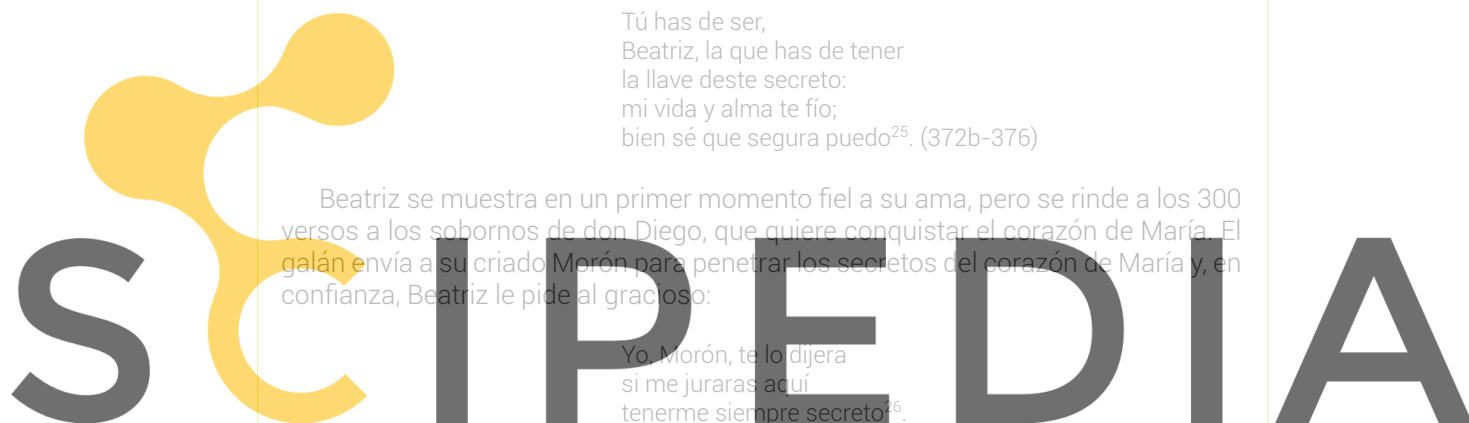 Tú has de ser,
Beatriz, la que has de tener
la llave deste secreto:
mi vida y alma te fío;
bien sé que segura puedo25. (372b-376)
Beatriz se muestra en un primer momento fiel a su ama, pero se rinde a los 300
versos a los sobornos de don Diego, que quiere conquistar el corazón de María. El
galán envía a su criado Morón para penetrar los secretos del corazón de María y, en
confianza, Beatriz le pide al gracioso:
Yo, Morón, te lo dijera
si me juraras aquí
tenerme siempre secreto26.
SCIPEDIA